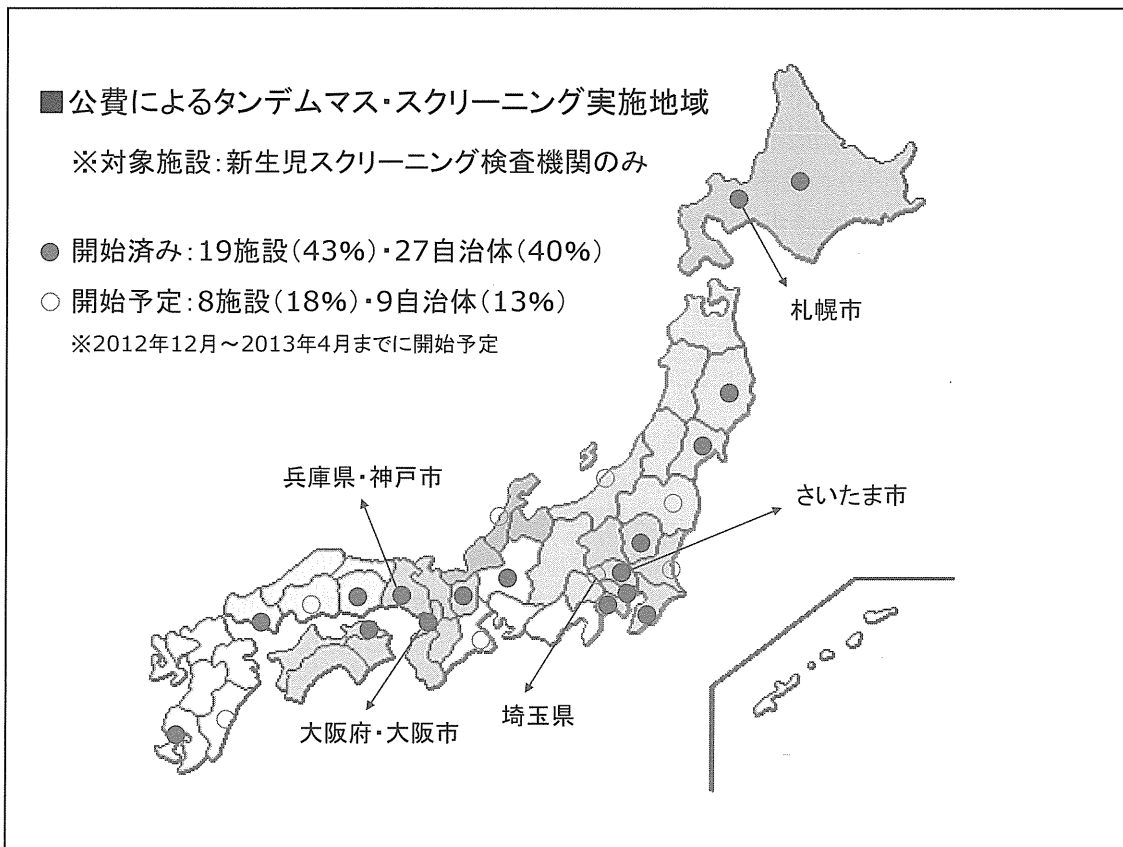 ■公費によるタンデムマス・スクリーニング実施地域
※対象施設:新生児スクリーニング検査機関のみ
● 開始済み:19施設(43%)・27自治体(40%)
○ 開始予定:8施設(18%)・9自治体(13%)
※2012年12月～2013年4月までに開始予定
札幌市
兵庫県・神戸市
さいたま市
埼玉県
大阪府・大阪市